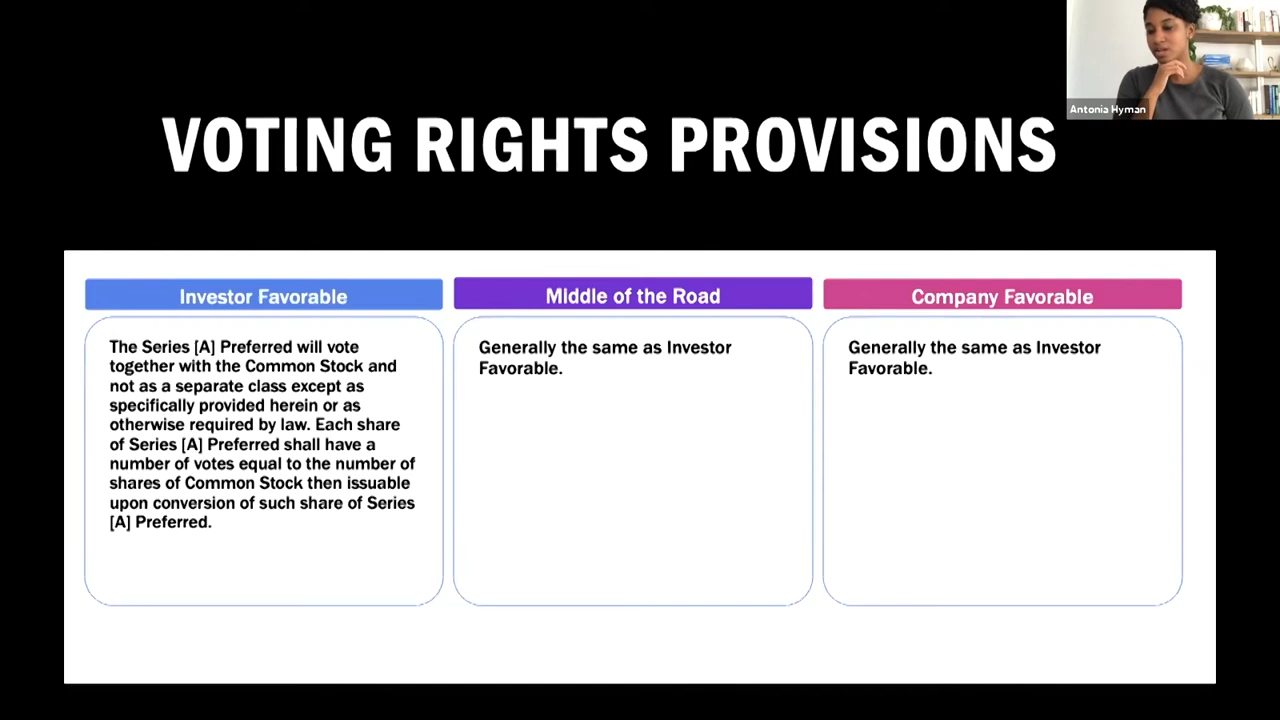 Antonia Hyman
VOTING RIGHTS PROVISIONS
Investor Favorable
The Series [A] Preferred will vote
together with the Common Stock and
not as a separate class except as
specifically provided herein or as
otherwise required by law. Each share
of Series [A] Preferred shall have a
number of votes equal to the number of
shares of Common Stock then issuable
upon conversion of such share of Series
[A] Preferred.
MIddle of the Road
Generally the same as Investor
Favorable.
Company Favorable
Generally the same as Investor
Favorable.